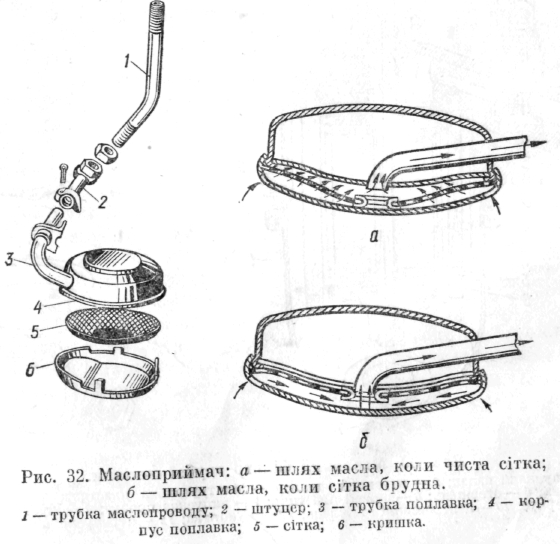 1
2
3
4
5
6
а
б
Рис. 32. Маслоприймач: а — шлях масла, коли чиста сітка;
б — шлях масла, коли сітка брудна.
1 — трубка маслопроводу; 2 — штуцер; 3 — трубка поплавка; 4 — кор-
пус поплавка; 5 — сітка; 6 — кришка.